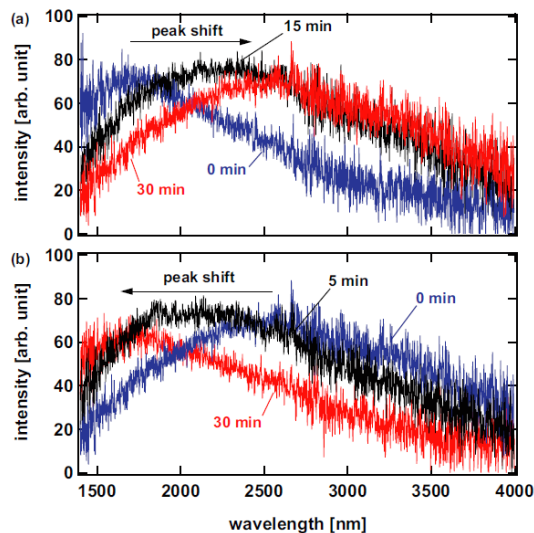 (a)
100
80
60
40
20
0
intensity [arb. unit]
peak shift
15 min
0 min
30 min
(b)
100
80
60
40
20
0
intensity [arb. unit]
peak shift
5 min
0 min
30 min
1500 2000 2500 3000 3500 4000
wavelength [nm]